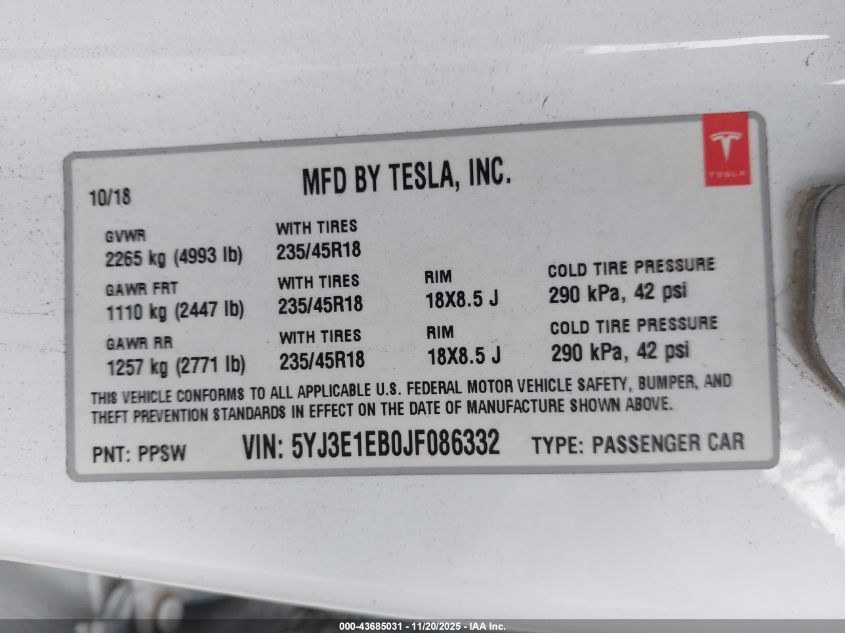 TESLA
MFD BY TESLA, INC.
10/18
GVWR WITH TIRES
2265 kg (4993 lb) 235/45R18
GAWR FRT WITH TIRES RIM COLD TIRE PRESSURE
1110 kg (2447 lb) 235/45R18 18X8.5 J 290 kPa, 42 psi
GAWR RR WITH TIRES RIM COLD TIRE PRESSURE
1257 kg (2771 lb) 235/45R18 18X8.5 J 290 kPa, 42 psi
THIS VEHICLE CONFORMS TO ALL APPLICABLE U.S. FEDERAL MOTOR VEHICLE SAFETY, BUMPER, AND
THEFT PREVENTION STANDARDS IN EFFECT ON THE DATE OF MANUFACTURE SHOWN ABOVE.
PNT: PPSW VIN: 5YJ3E1EB0JF086332 TYPE: PASSENGER CAR
000-43685031 - 11/20/2025 - IAA Inc.